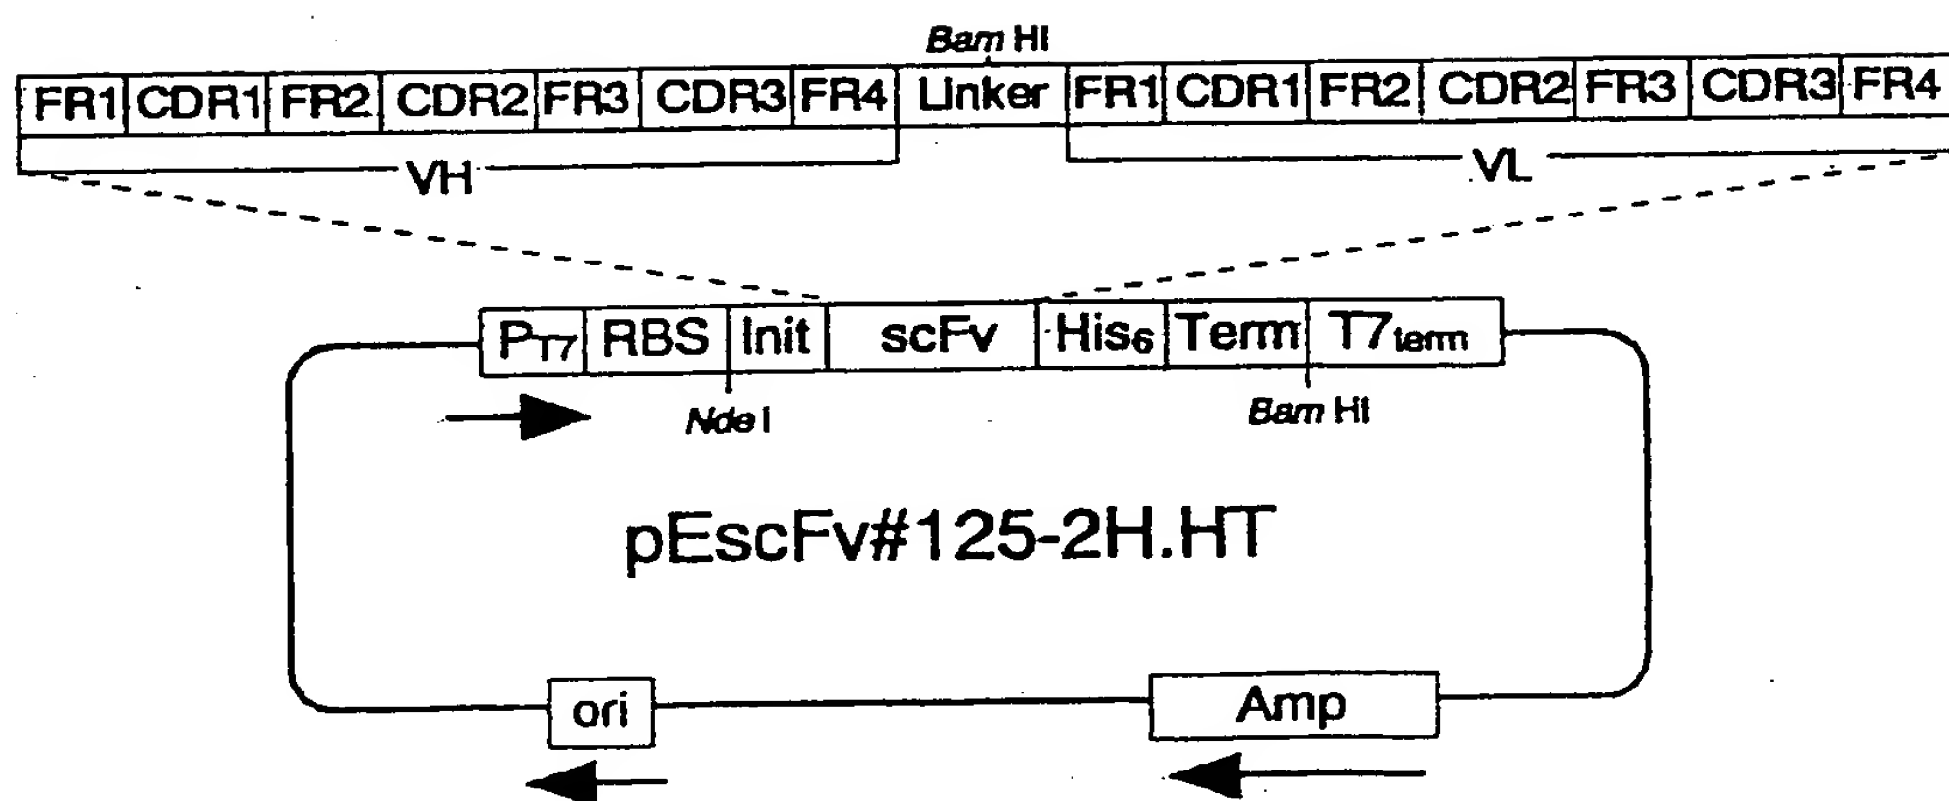 Bam HI
FR1 CDR1 FR2 CDR2 FR3 CDR3 FR4 Linker FR1 CDR1 FR2 CDR2 FR3 CDR3 FR4
VH VL
PT7 RBS Init scFv His6 Term T7term
Nde I Bam HI
pEscFv#125-2H.HT
ori Amp